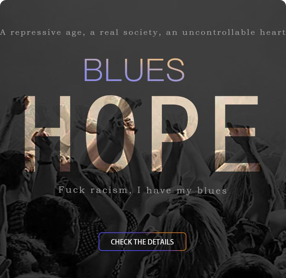 A repressive age, a real society, an uncontrollable heart
BLUES
HOPE
Fuck racism, I have my blues
CHECK THE DETAILS